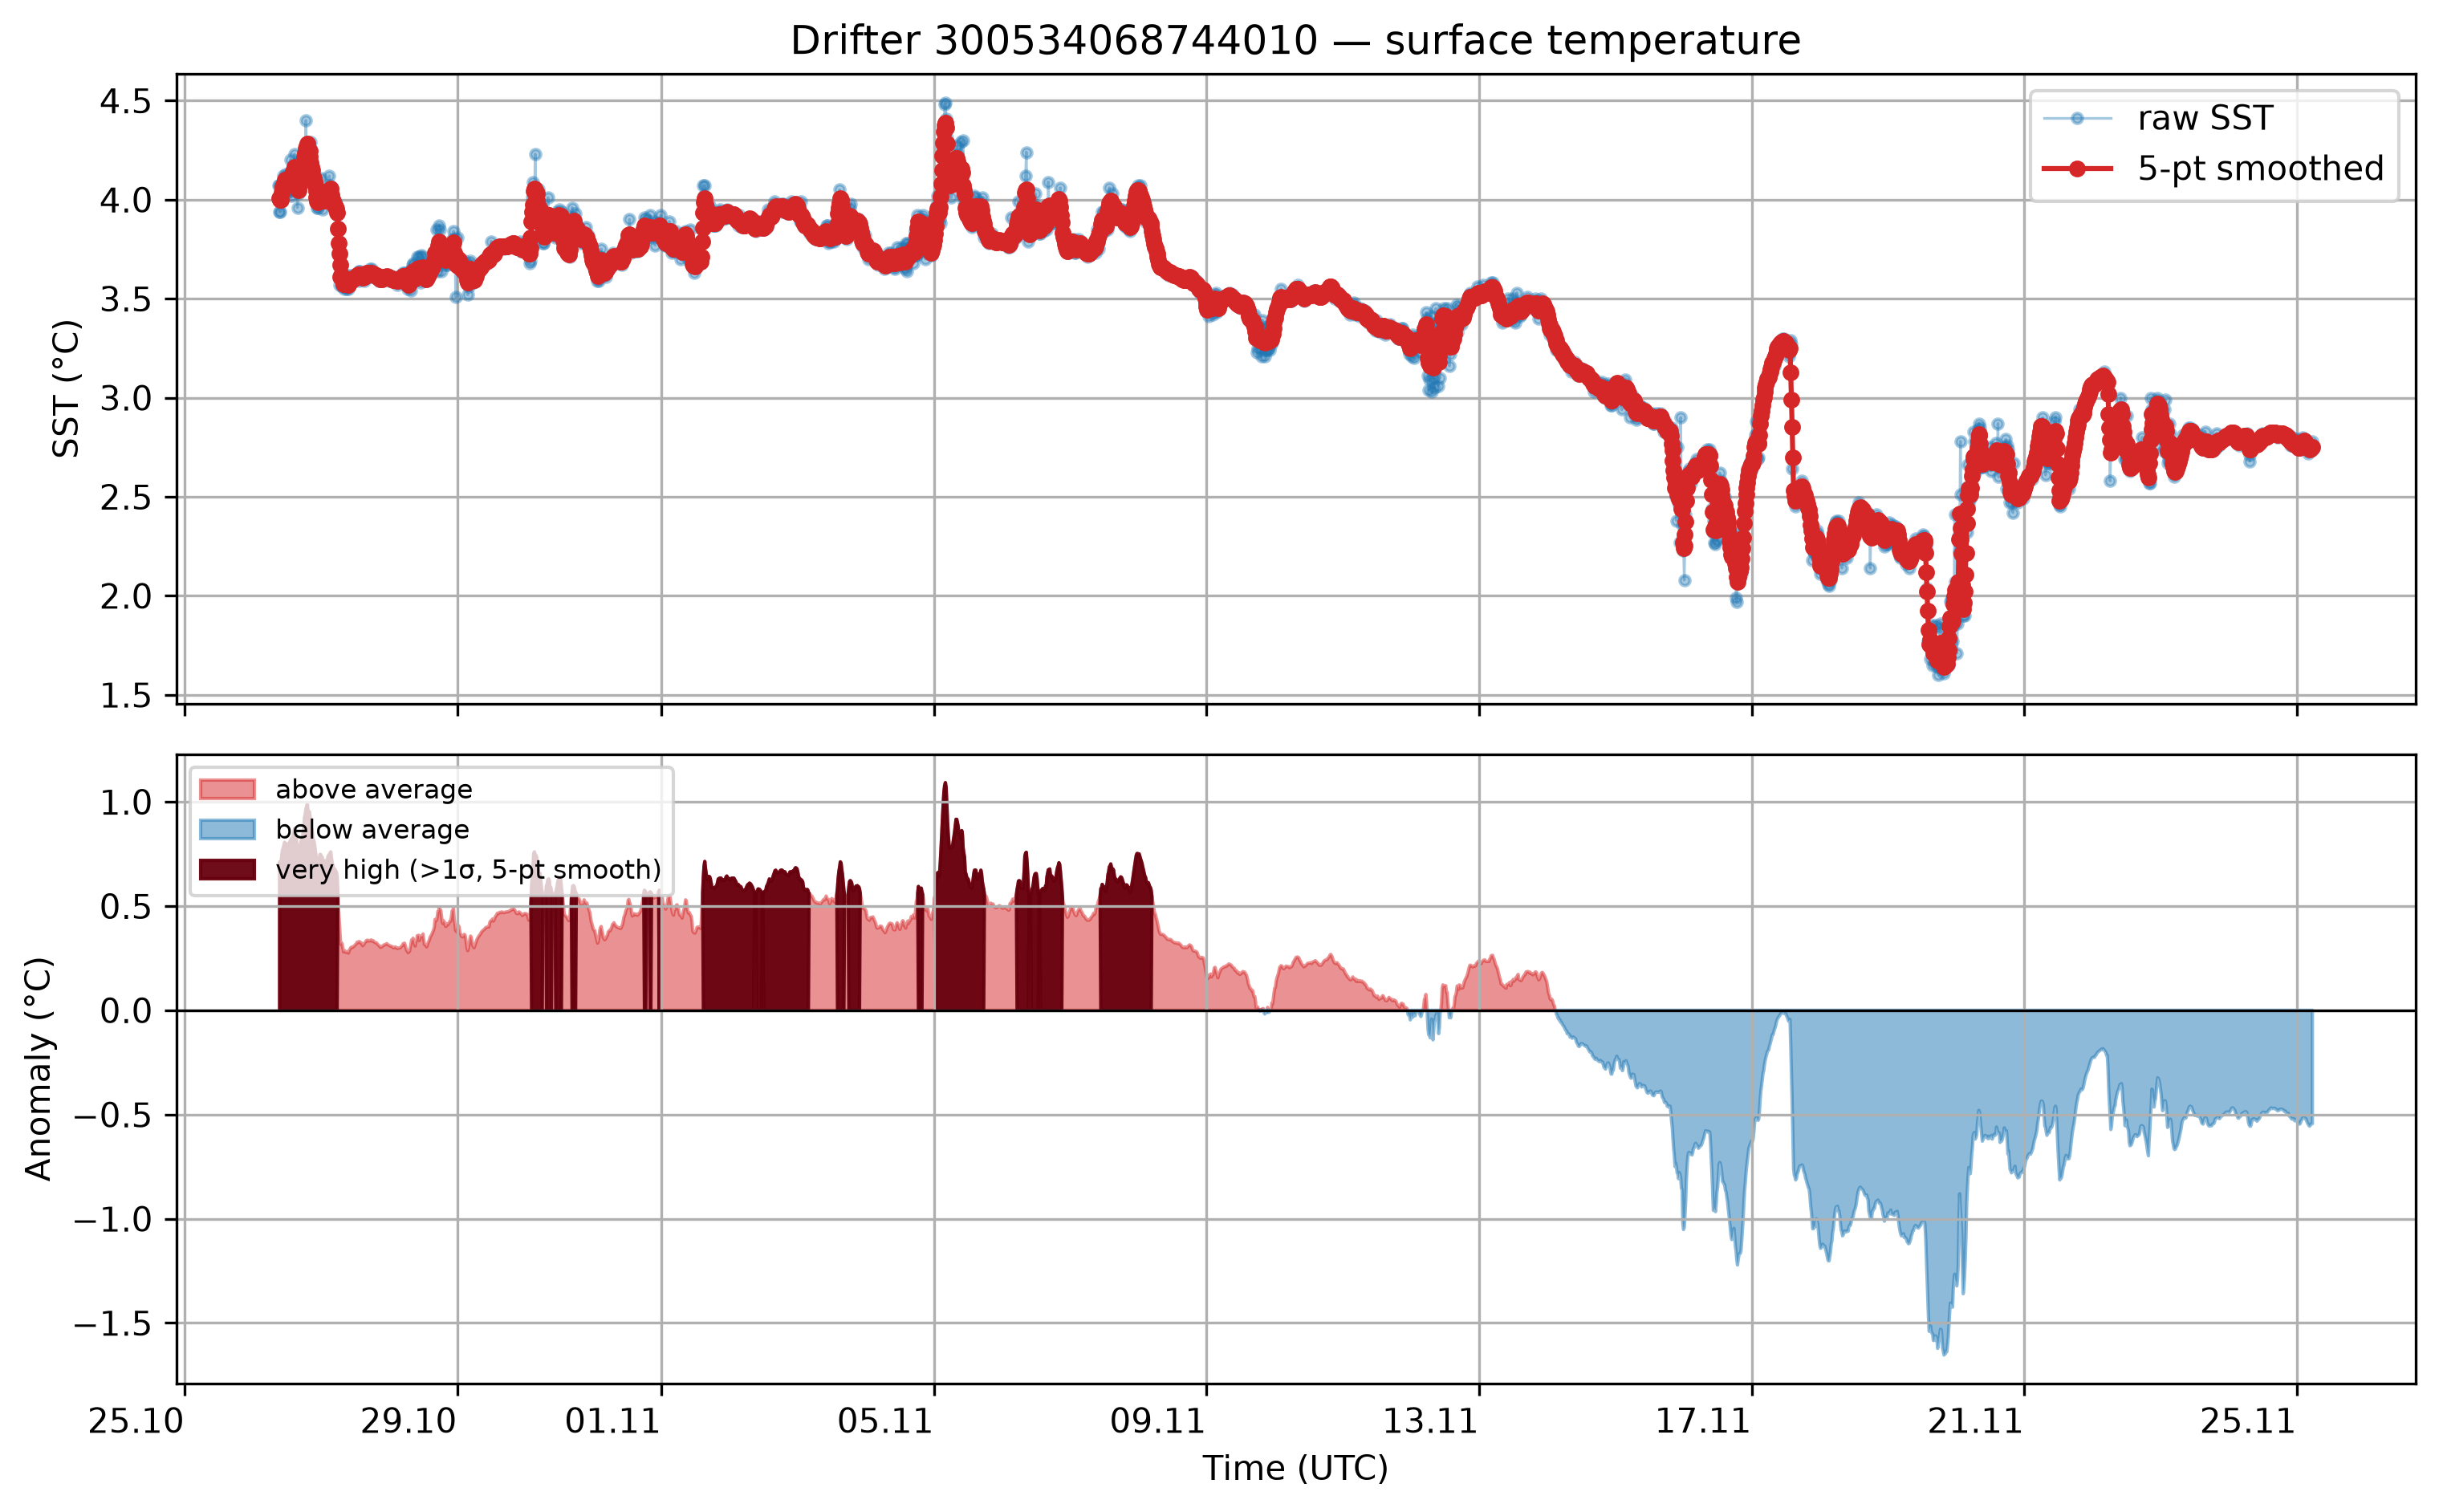 Drifter 300534068744010 — surface temperature
4.5
4.0
3.5
3.0
2.5
2.0
1.5
SST (°C)
raw SST
5-pt smoothed
1.0
0.5
0.0
−0.5
−1.0
−1.5
Anomaly (°C)
above average
below average
very high (>1σ, 5-pt smooth)
25.10
29.10
01.11
05.11
09.11
13.11
17.11
21.11
25.11
Time (UTC)